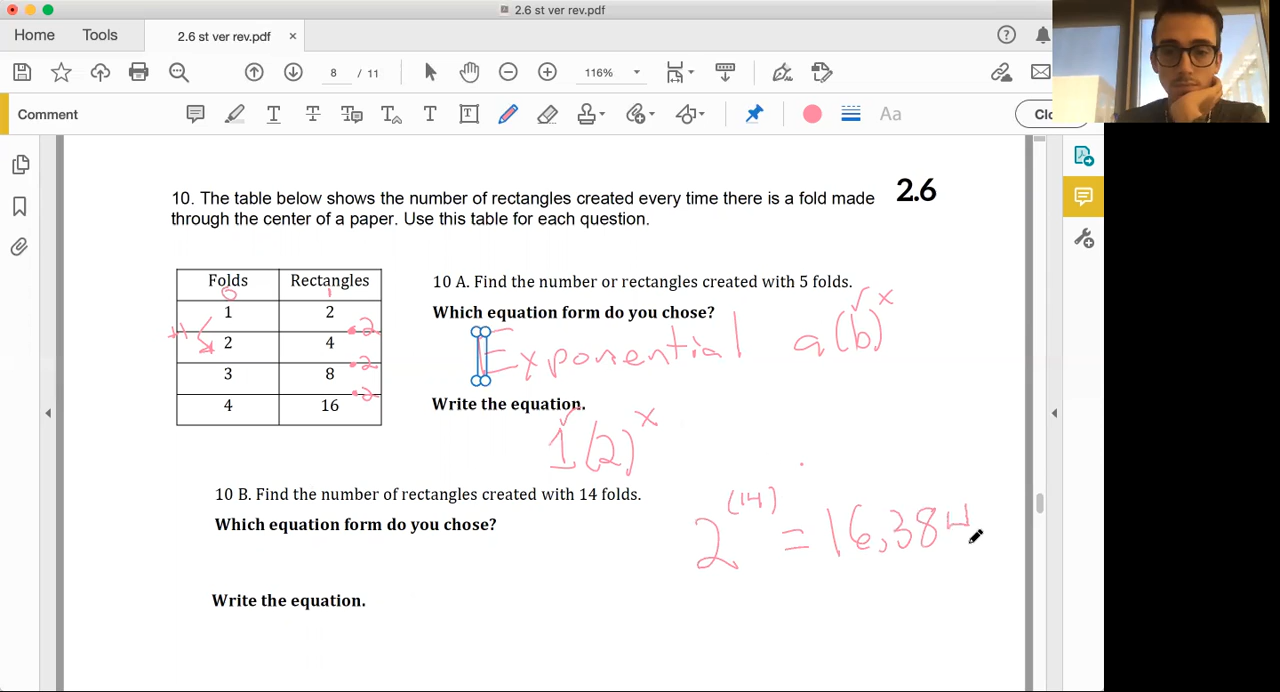 2.6 st ver rev.pdf
Home Tools 2.6 st ver rev.pdf ×
8 / 11 116%
Comment Aa Clo
10. The table below shows the number of rectangles created every time there is a fold made
through the center of a paper. Use this table for each question.
2.6
Folds Rectangles
0 1
1 2
2 4
3 8
4 16
+1
•2
•2
•2
10 A. Find the number or rectangles created with 5 folds.
Which equation form do you chose?
Exponential a(b)^x
Write the equation.
1(2)^x
10 B. Find the number of rectangles created with 14 folds.
Which equation form do you chose?
2^(14) = 16,384
Write the equation.